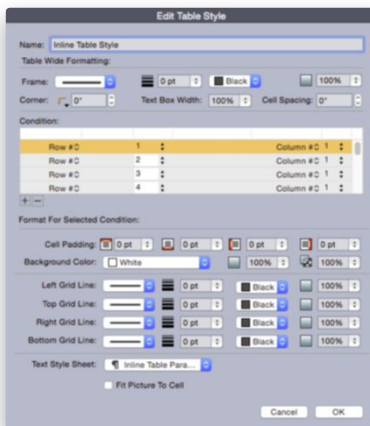 Edit Table Style
Name: Inline Table Style
Table Wide Formatting:
Frame: 0 pt Black 100%
Corner: 0" Text Box Width: 100% Cell Spacing: 0"
Condition:
Row # 1 Column # 1
Row # 2 Column # 1
Row # 3 Column # 1
Row # 4 Column # 1
+ −
Format For Selected Condition:
Cell Padding: 0 pt 0 pt 0 pt 0 pt
Background Color: White 100% 100%
Left Grid Line: 0 pt Black 100%
Top Grid Line: 0 pt Black 100%
Right Grid Line: 0 pt Black 100%
Bottom Grid Line: 0 pt Black 100%
Text Style Sheet: ¶ Inline Table Para...
Fit Picture To Cell
Cancel OK